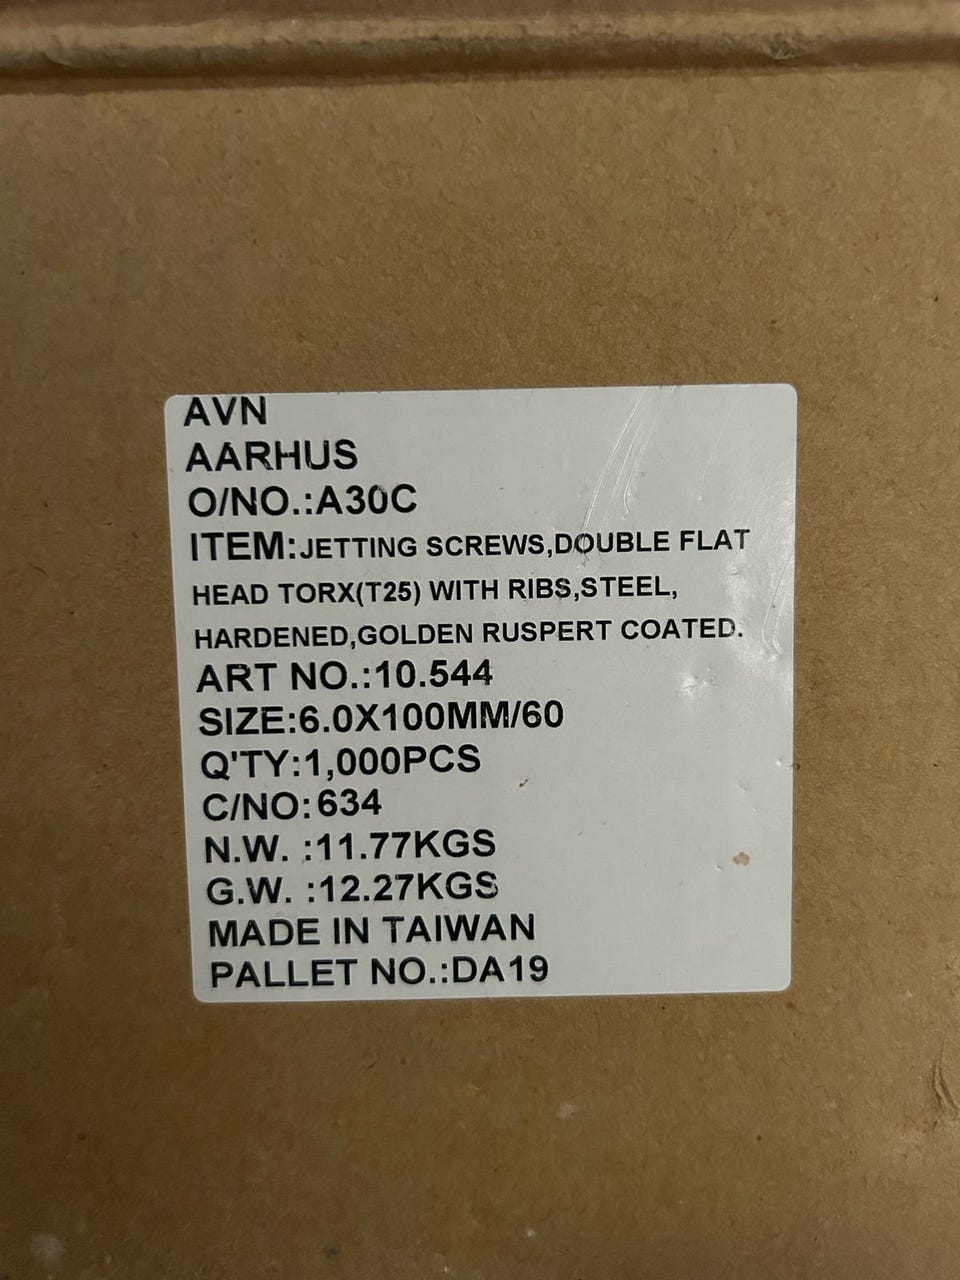 AVN
AARHUS
O/NO.:A30C
ITEM:JETTING SCREWS,DOUBLE FLAT
HEAD TORX(T25) WITH RIBS,STEEL,
HARDENED,GOLDEN RUSPERT COATED.
ART NO.:10.544
SIZE:6.0X100MM/60
Q'TY:1,000PCS
C/NO:634
N.W. :11.77KGS
G.W. :12.27KGS
MADE IN TAIWAN
PALLET NO.:DA19